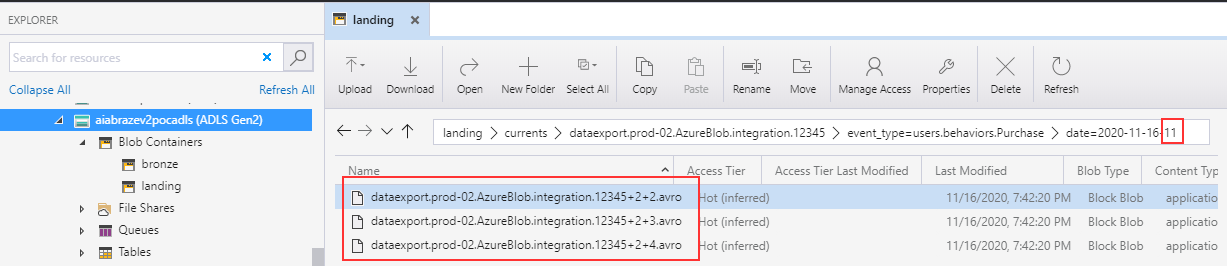 EXPLORER
Search for resources
Collapse All Refresh All
aiabrazev2pocadls (ADLS Gen2)
Blob Containers
bronze
landing
File Shares
Queues
Tables
landing
Upload Download Open New Folder Select All Copy Paste Rename Move Manage Access Properties Delete Refresh
landing currents dataexport.prod-02.AzureBlob.integration.12345 event_type=users.behaviors.Purchase date=2020-11-16-11
Name Access Tier Access Tier Last Modified Last Modified Blob Type Content Typ
dataexport.prod-02.AzureBlob.integration.12345+2+2.avro Hot (inferred) 11/16/2020, 7:42:20 PM Block Blob applicatio
dataexport.prod-02.AzureBlob.integration.12345+2+3.avro Hot (inferred) 11/16/2020, 7:42:20 PM Block Blob applicatio
dataexport.prod-02.AzureBlob.integration.12345+2+4.avro Hot (inferred) 11/16/2020, 7:42:20 PM Block Blob applicatio